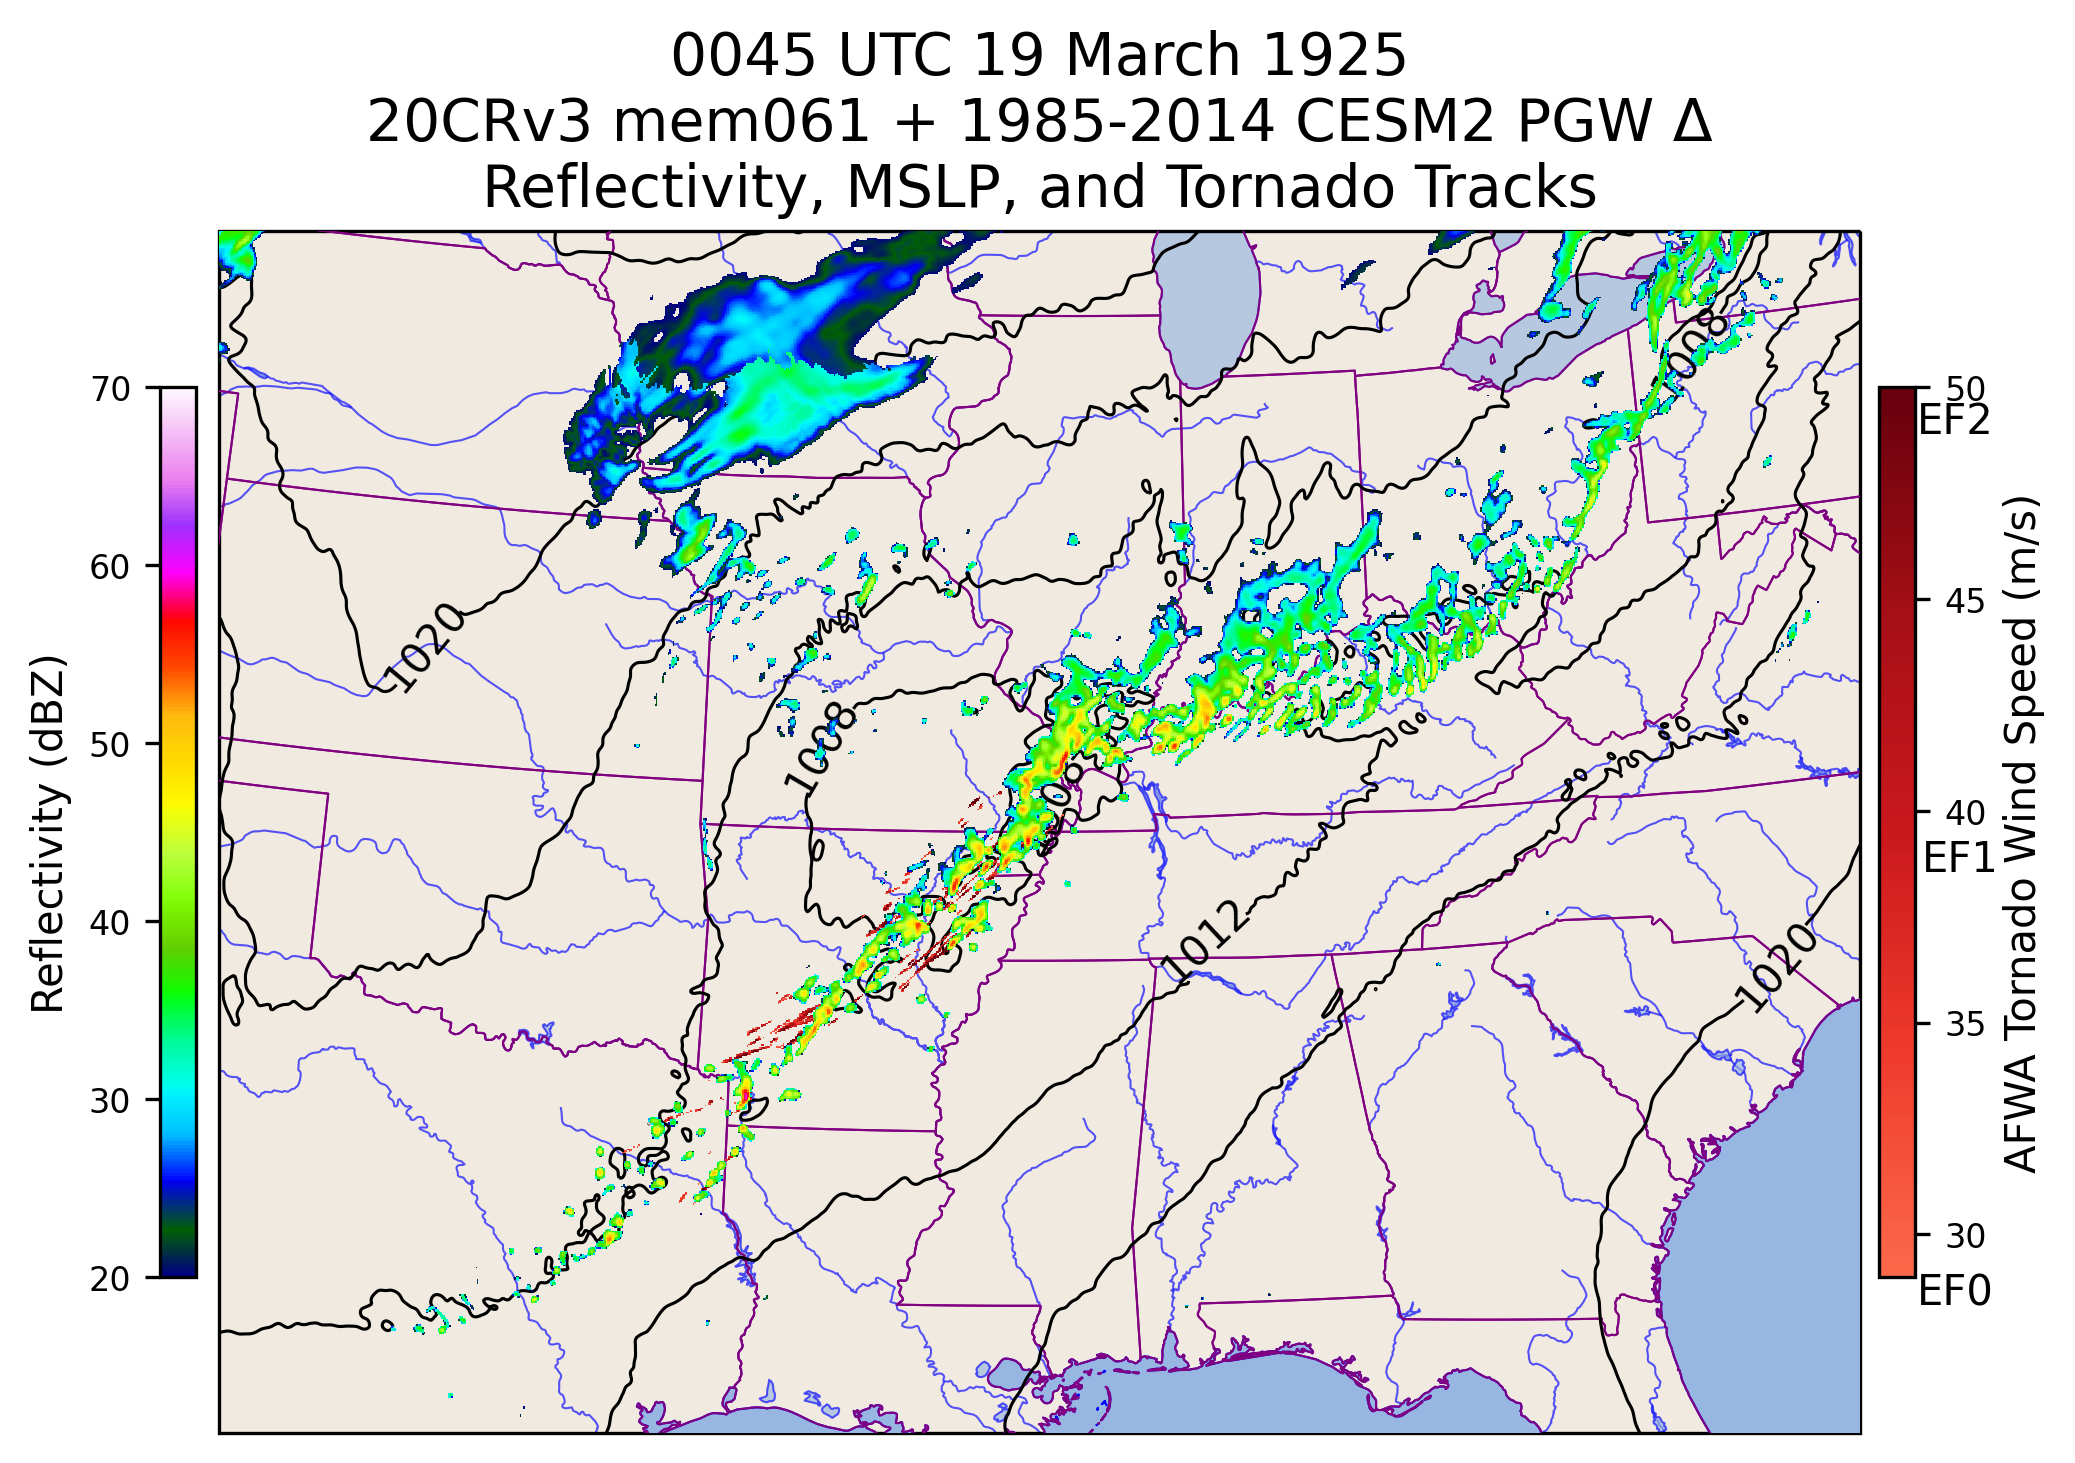 0045 UTC 19 March 1925
20CRv3 mem061 + 1985-2014 CESM2 PGW Δ
Reflectivity, MSLP, and Tornado Tracks
Reflectivity (dBZ)
70
60
50
40
30
20
1020
1008
1012
1020
50
EF2
45
40
EF1
35
30
EF0
AFWA Tornado Wind Speed (m/s)